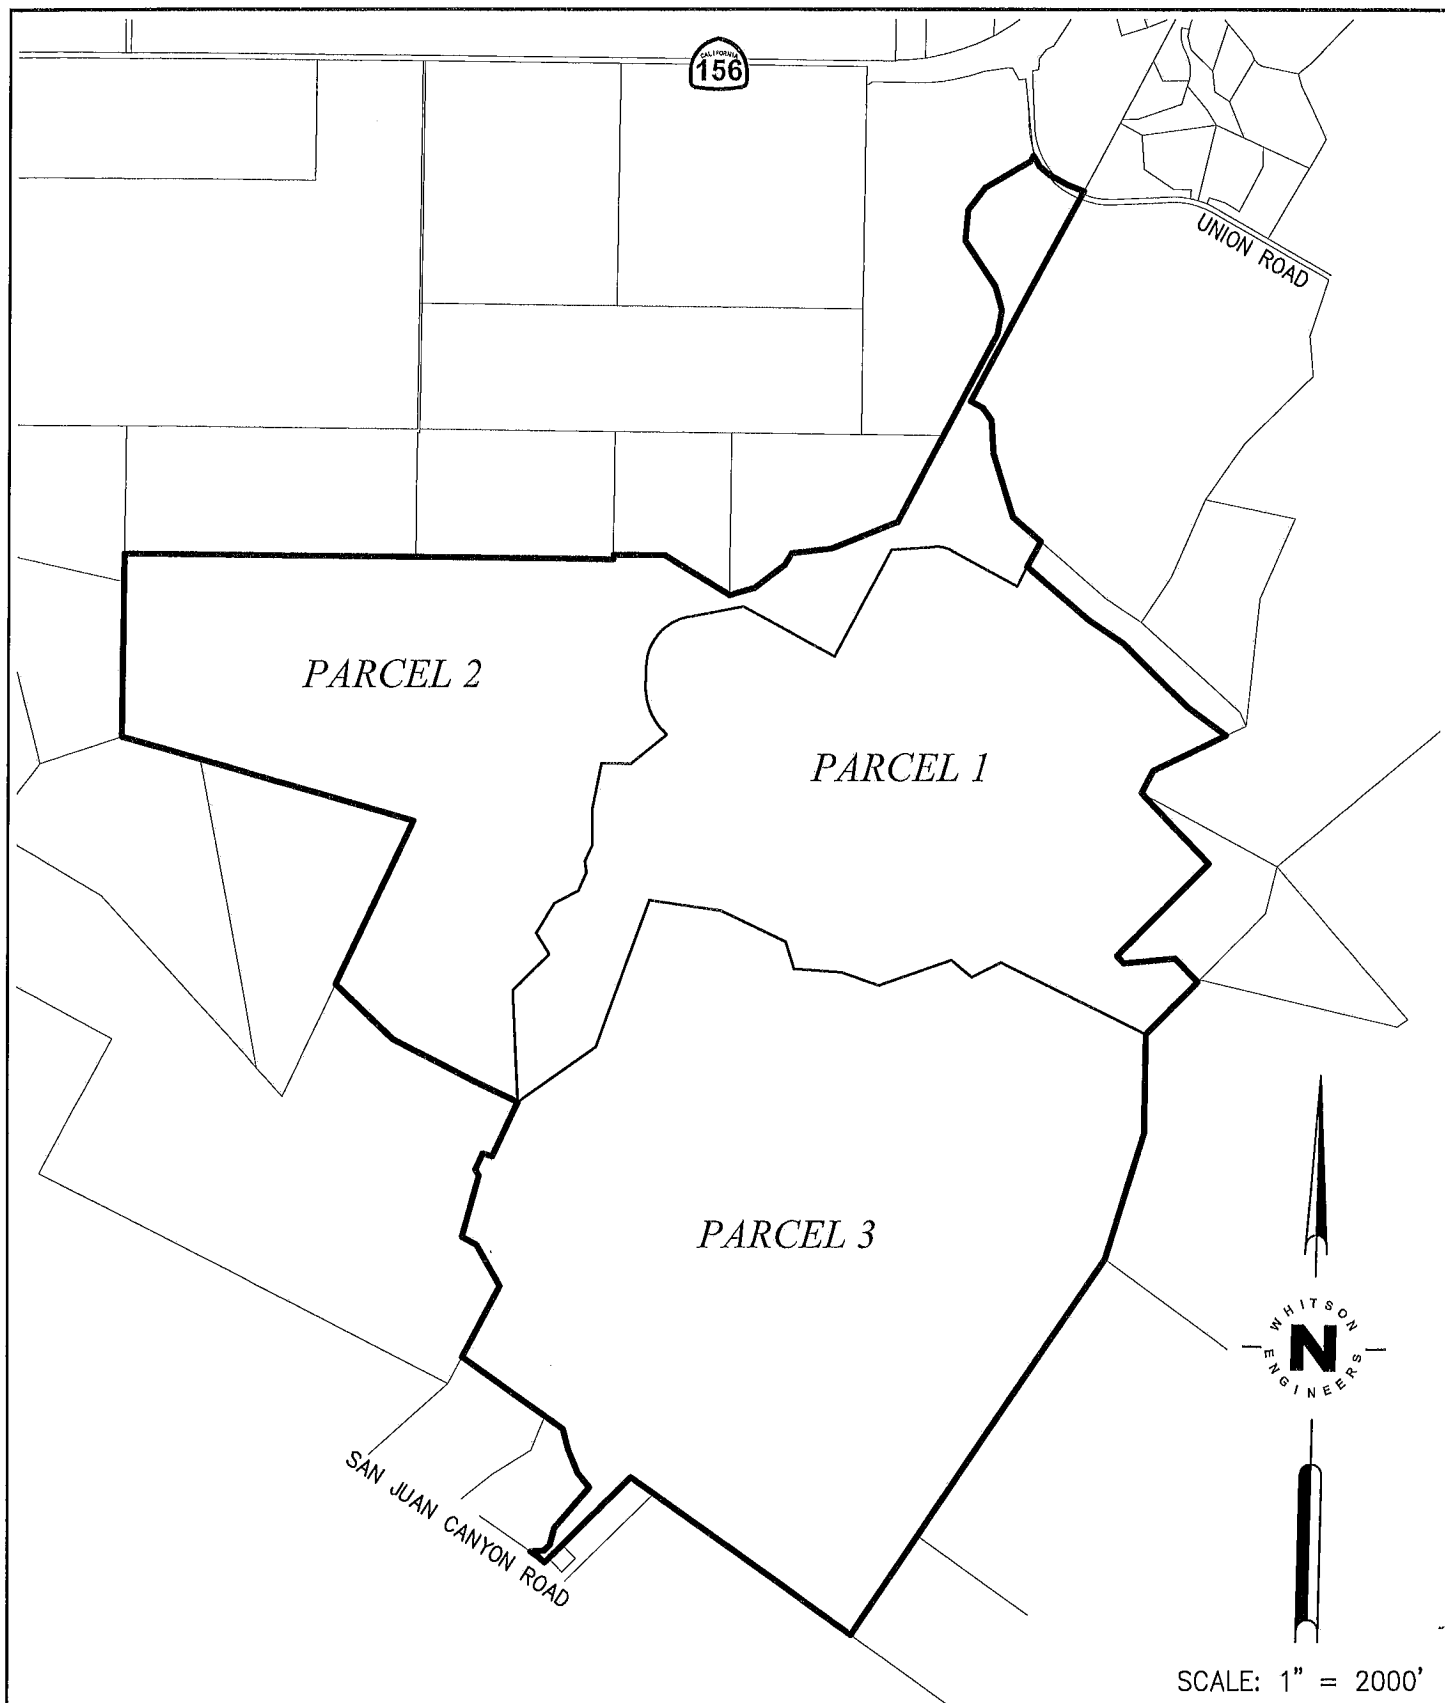 CALIFORNIA
156
UNION ROAD
PARCEL 2
PARCEL 1
PARCEL 3
WHITSON
N
ENGINEERS
SAN JUAN CANYON ROAD
SCALE: 1" = 2000'